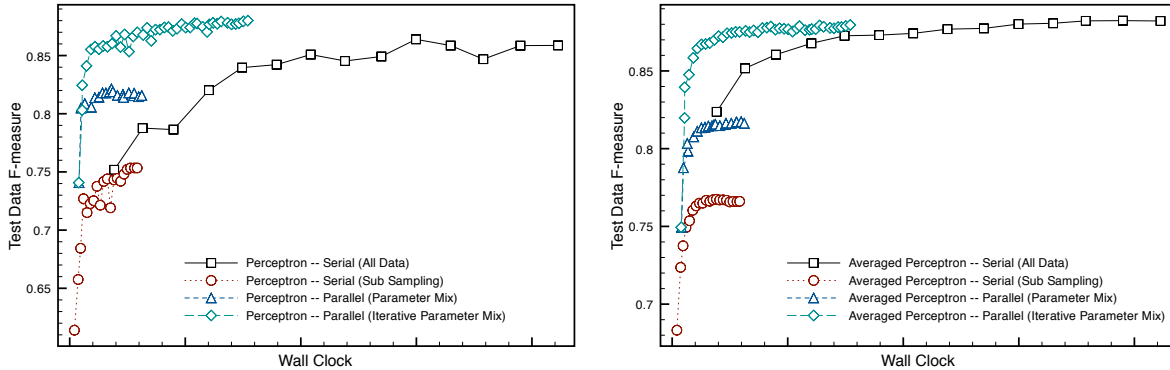 0.85
0.8
0.75
0.7
0.65
Test Data F-measure
Perceptron -- Serial (All Data)
Perceptron -- Serial (Sub Sampling)
Perceptron -- Parallel (Parameter Mix)
Perceptron -- Parallel (Iterative Parameter Mix)
Wall Clock
0.85
0.8
0.75
0.7
Test Data F-measure
Averaged Perceptron -- Serial (All Data)
Averaged Perceptron -- Serial (Sub Sampling)
Averaged Perceptron -- Parallel (Parameter Mix)
Averaged Perceptron -- Parallel (Iterative Parameter Mix)
Wall Clock